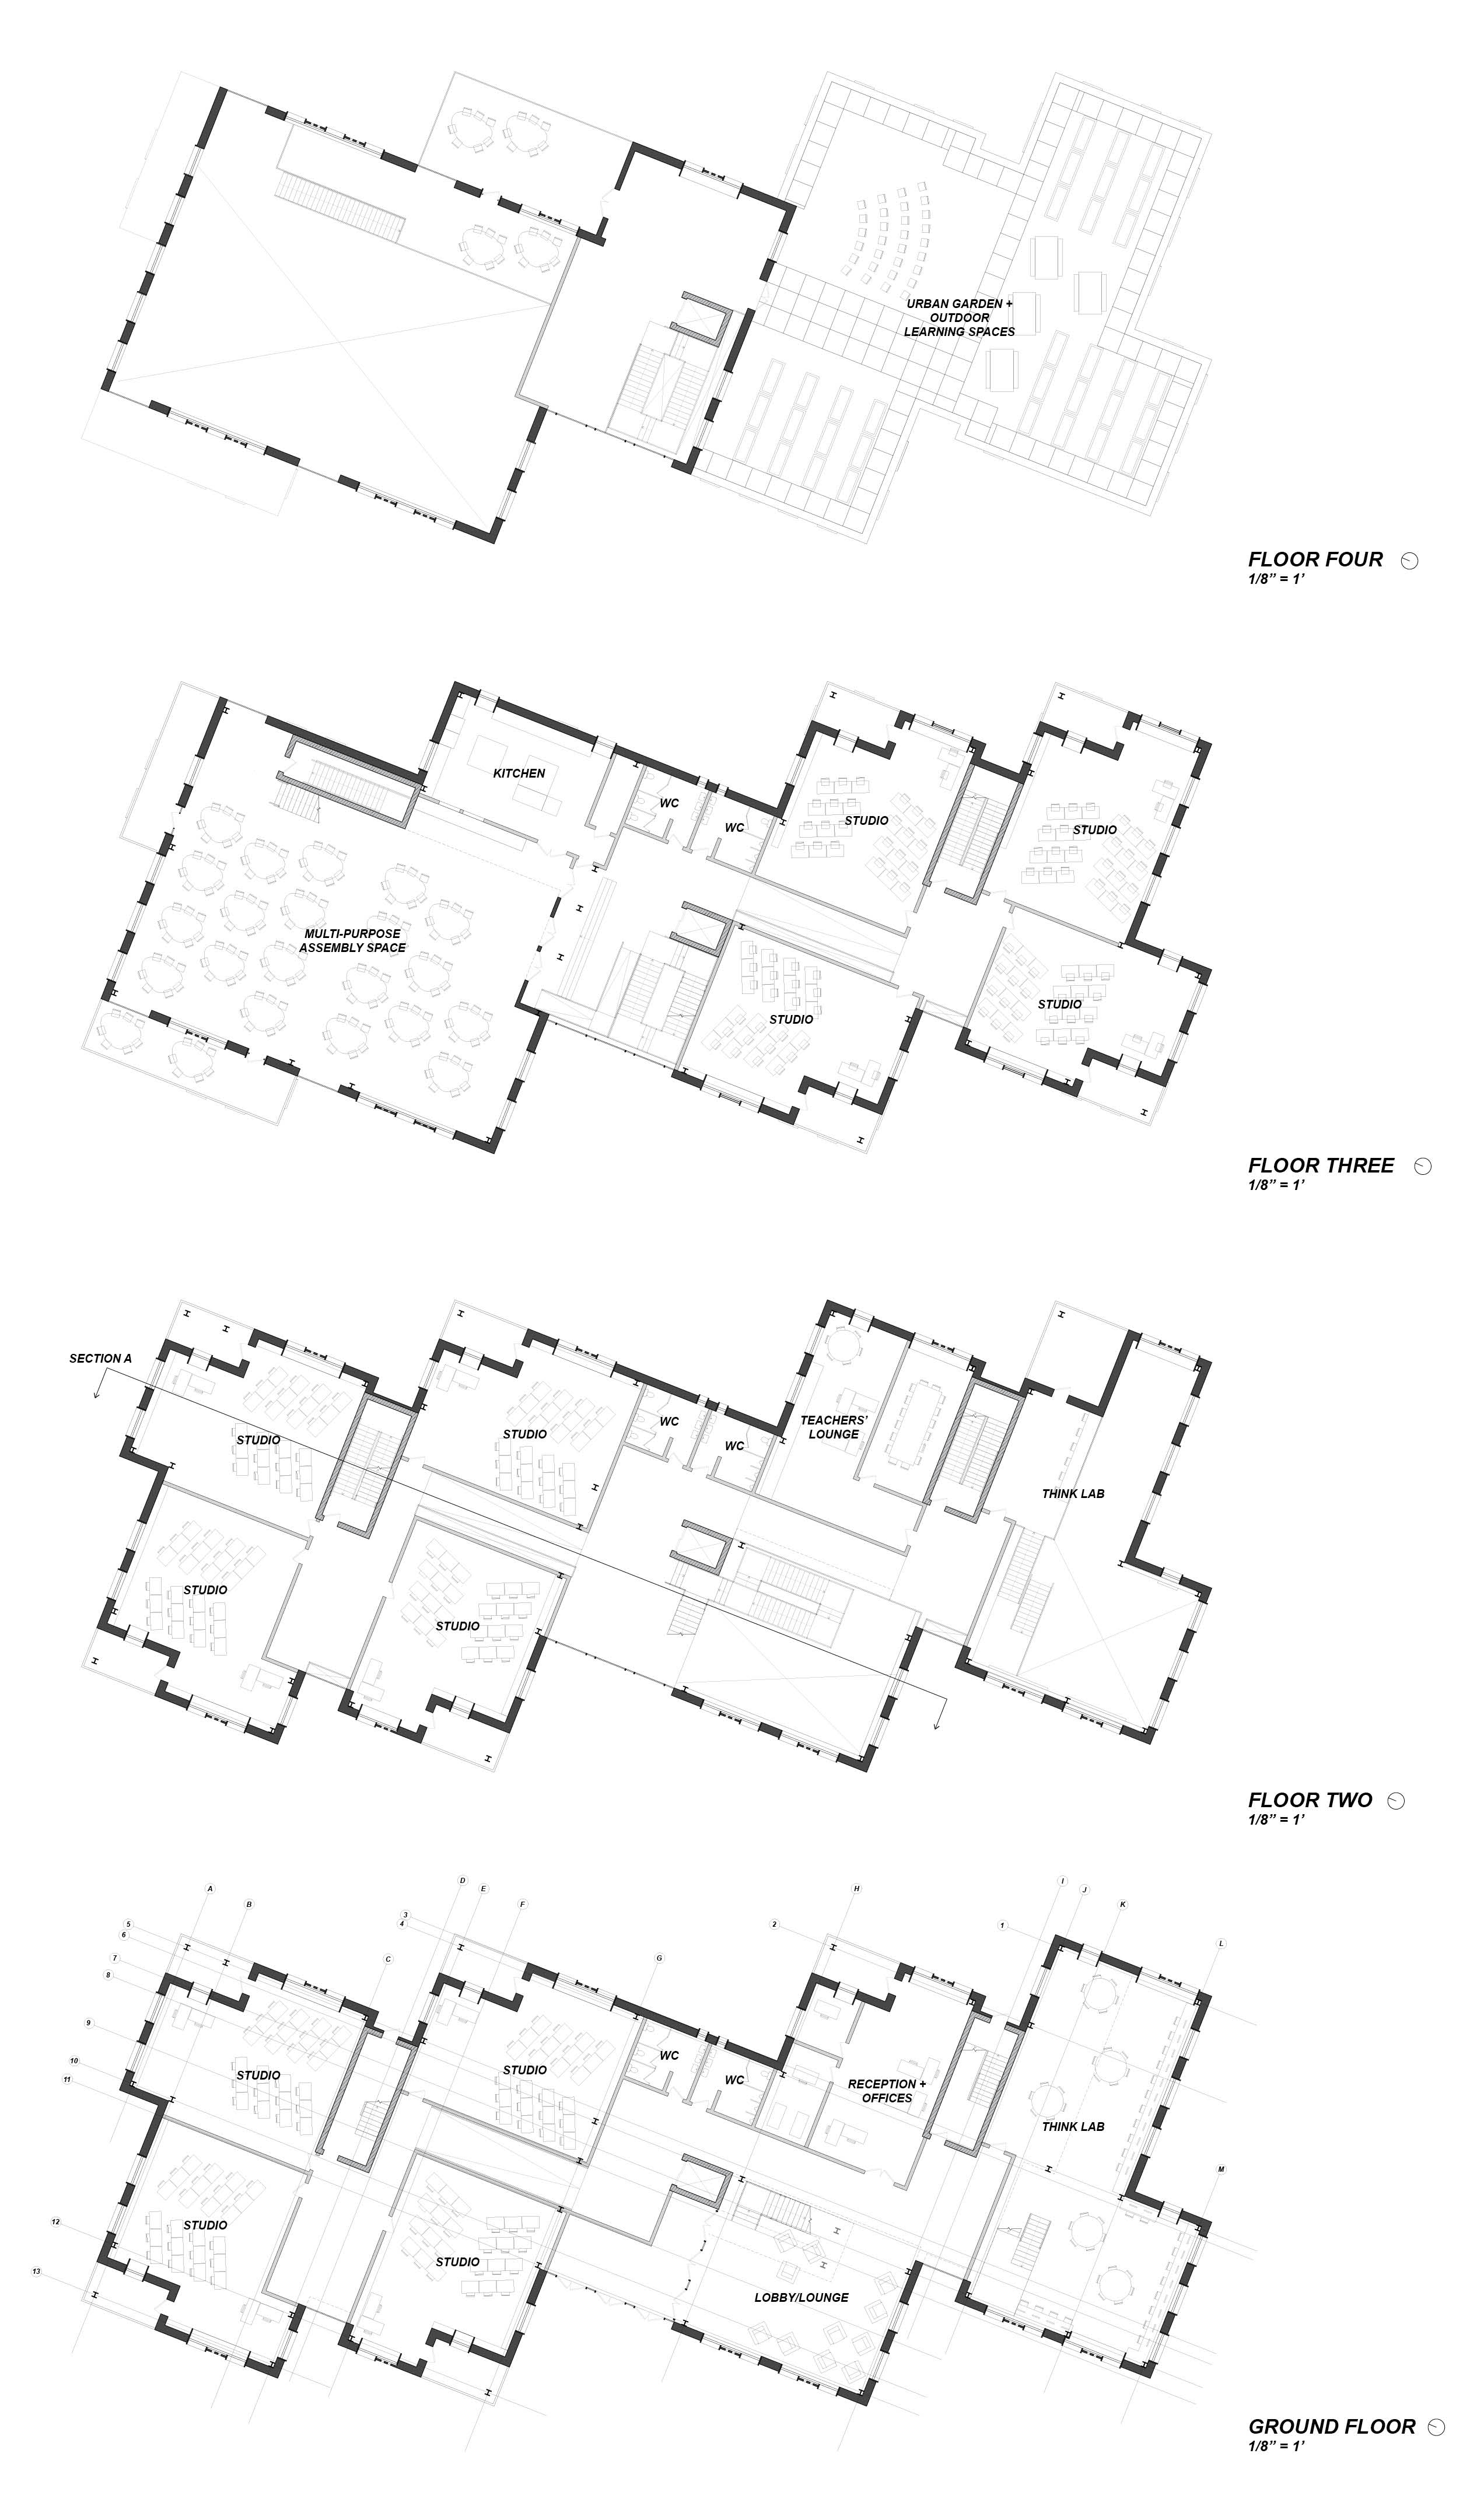 URBAN GARDEN +
OUTDOOR
LEARNING SPACES
FLOOR FOUR
1/8” = 1’
KITCHEN
WC
WC
STUDIO
STUDIO
MULTI-PURPOSE
ASSEMBLY SPACE
STUDIO
STUDIO
FLOOR THREE
1/8” = 1’
SECTION A
STUDIO
STUDIO
WC
WC
TEACHERS’
LOUNGE
THINK LAB
STUDIO
STUDIO
FLOOR TWO
1/8” = 1’
A
B
C
D
E
F
G
H
I
J
K
L
M
1
2
3
4
5
6
7
8
9
10
11
12
13
STUDIO
STUDIO
WC
WC
RECEPTION +
OFFICES
THINK LAB
STUDIO
STUDIO
LOBBY/LOUNGE
GROUND FLOOR
1/8” = 1’